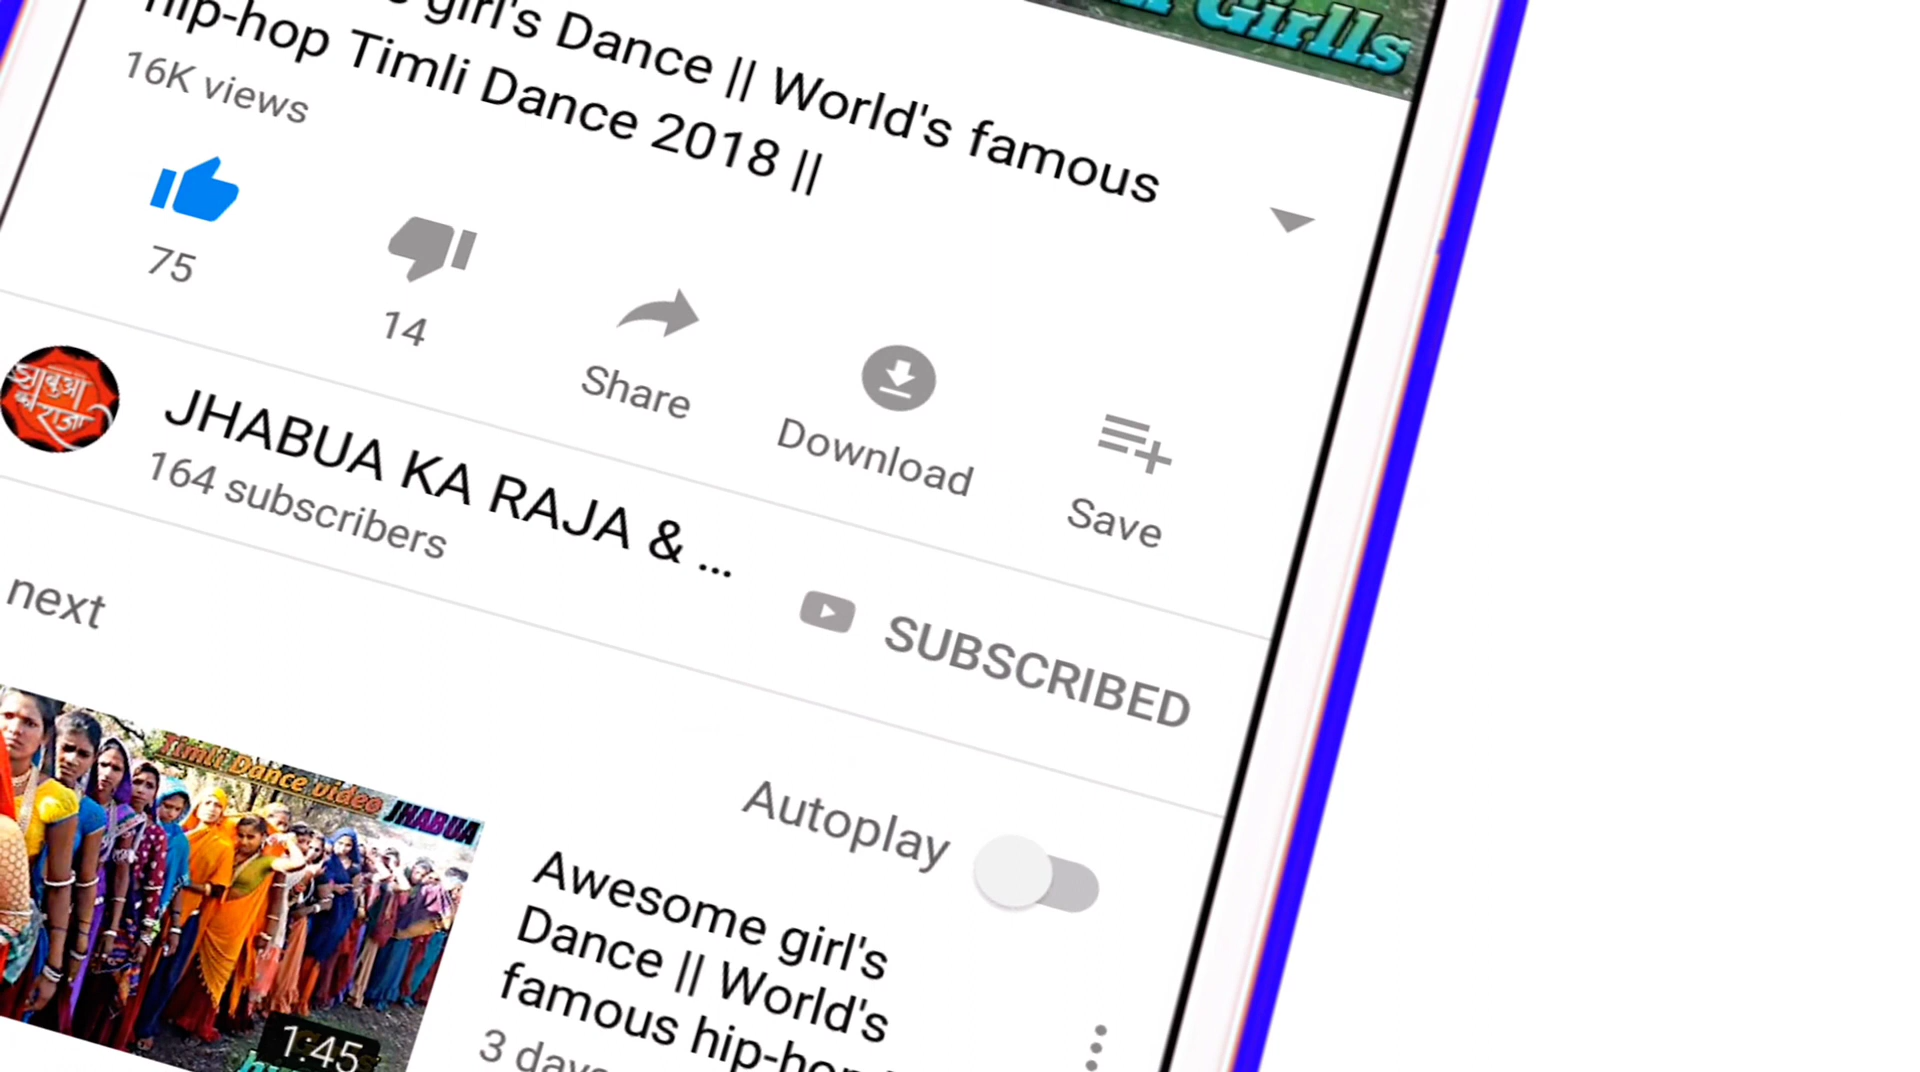 Girlls
girl's Dance || World's famous
hip-hop Timli Dance 2018 ||
16K views
75
14
Share
Download
Save
झाबुआ
का
राजा
JHABUA KA RAJA & ...
164 subscribers
SUBSCRIBED
next
Autoplay
Timli Dance video JHABUA
1:45
Awesome girl's
Dance || World's
famous hip-hop
3 days